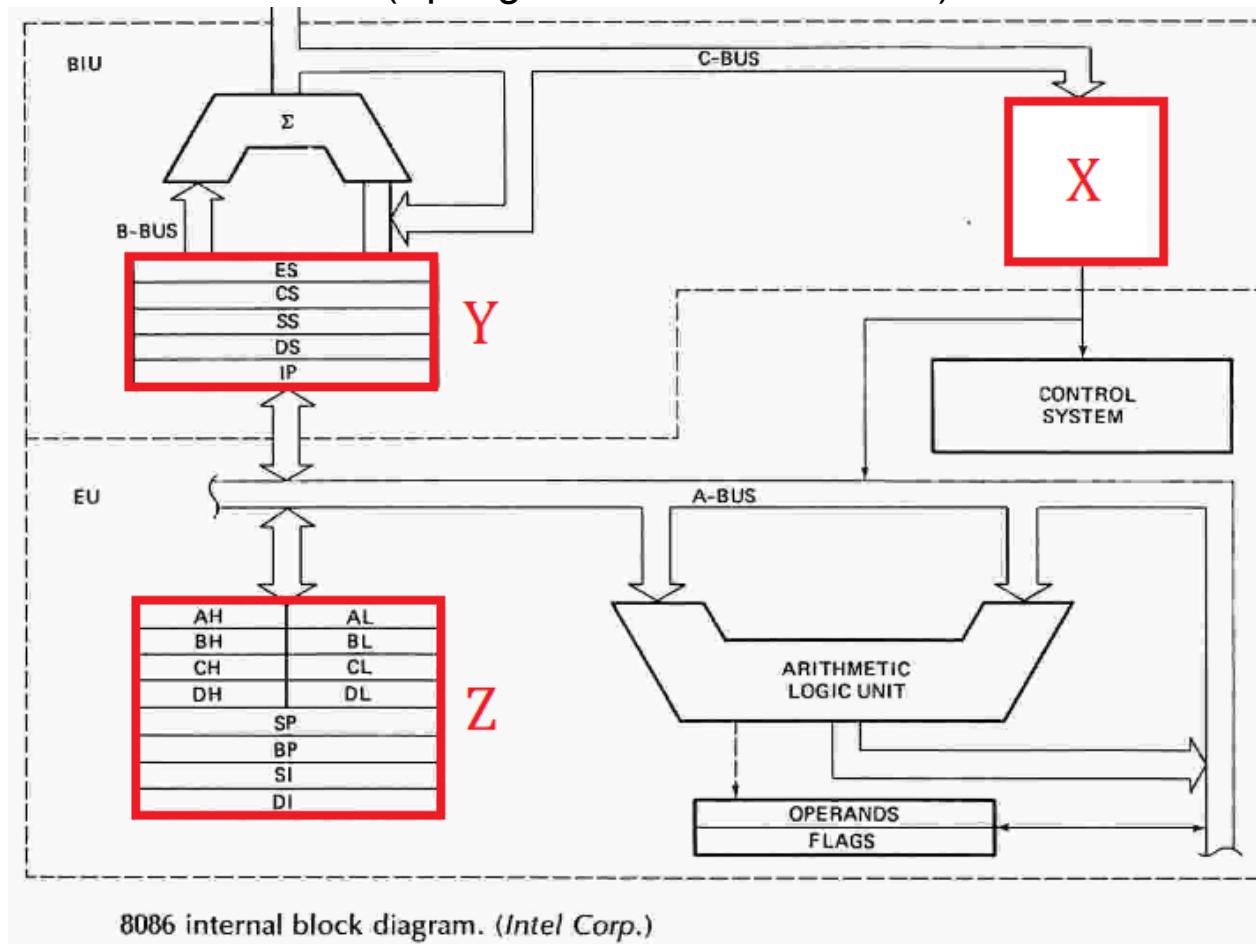 BIU
C-BUS
Σ
X
B-BUS
ES
CS
SS
DS
IP
Y
CONTROL
SYSTEM
EU
A-BUS
AH AL
BH BL
CH CL
DH DL
SP
BP
SI
DI
Z
ARITHMETIC
LOGIC UNIT
OPERANDS
FLAGS
8086 internal block diagram. (Intel Corp.)